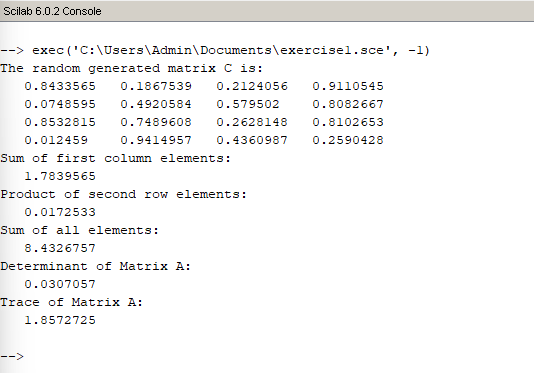 Scilab 6.0.2 Console
--> exec('C:\Users\Admin\Documents\exercise1.sce', -1)
The random generated matrix C is:
0.8433565 0.1867539 0.2124056 0.9110545
0.0748595 0.4920584 0.579502 0.8082667
0.8532815 0.7489608 0.2628148 0.8102653
0.012459 0.9414957 0.4360987 0.2590428
Sum of first column elements:
1.7839565
Product of second row elements:
0.0172533
Sum of all elements:
8.4326757
Determinant of Matrix A:
0.0307057
Trace of Matrix A:
1.8572725
-->